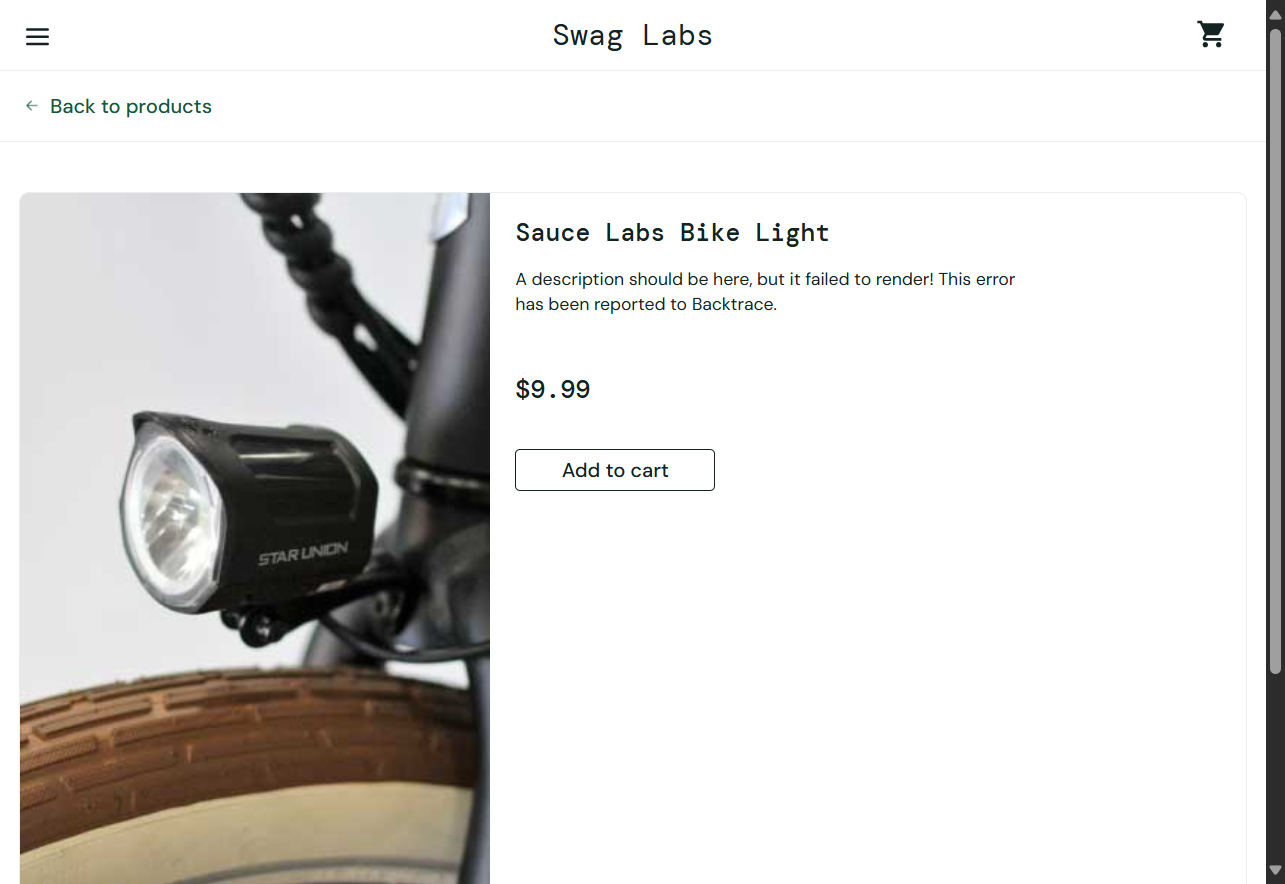 Swag Labs
Back to products
Sauce Labs Bike Light
A description should be here, but it failed to render! This error
has been reported to Backtrace.
$9.99
Add to cart
STAR UNION